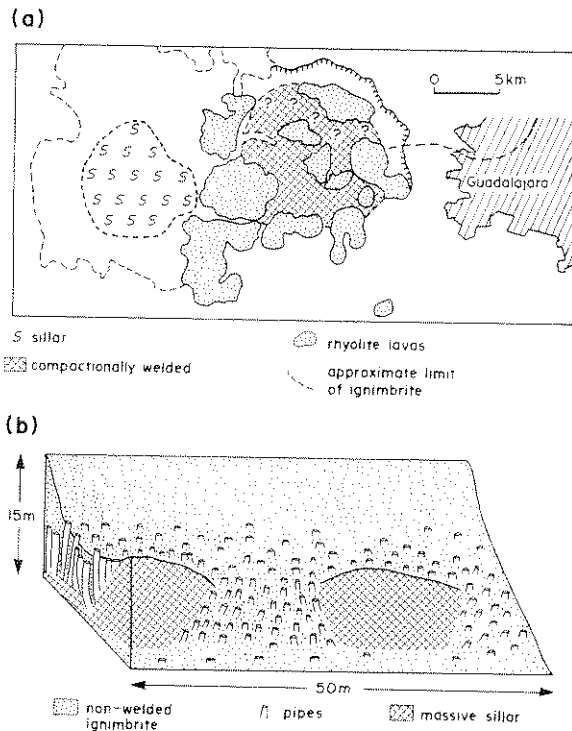 (a)
0 5km
Guadalajara
S S S S S S S S S S S S S S S
? ? ? ? ?
S sillar
rhyolite lavas
compactionally welded
approximate limit
of ignimbrite
(b)
15m
50m
non-welded
ignimbrite
pipes
massive sillar